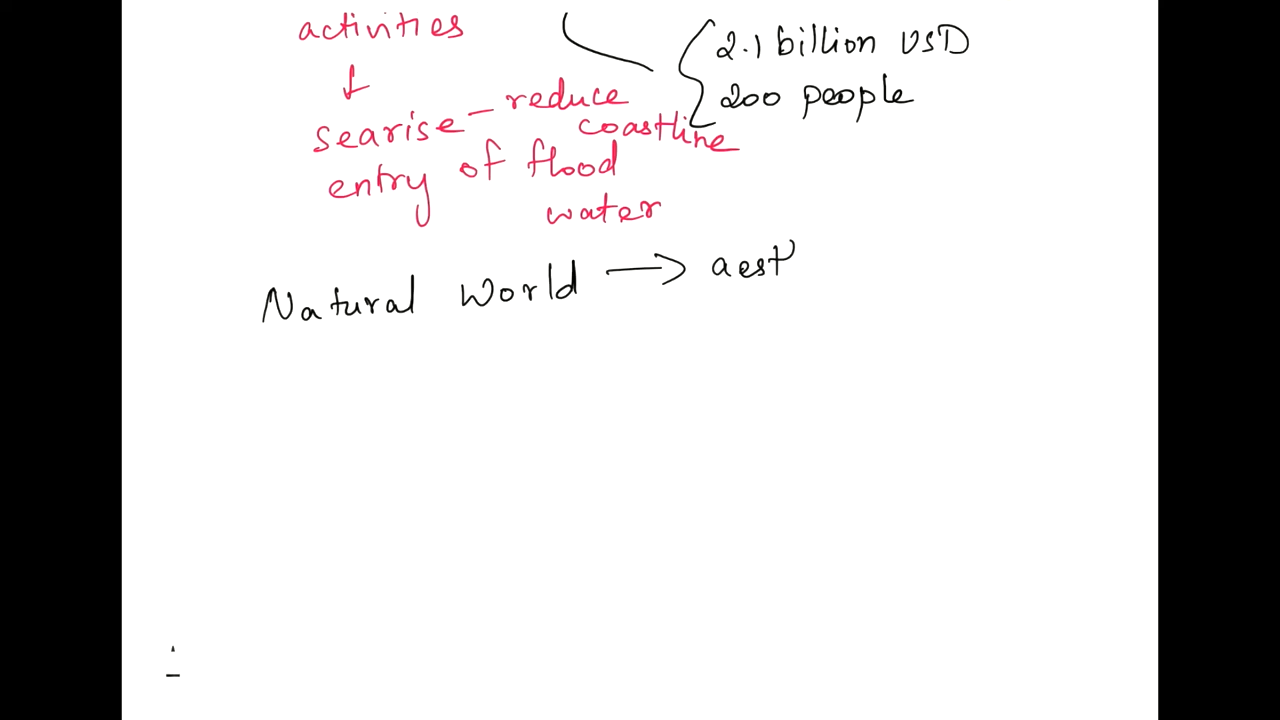 activities
2.1 billion USD
200 people
searise - reduce
coastline
entry of flood
water
Natural World → aest